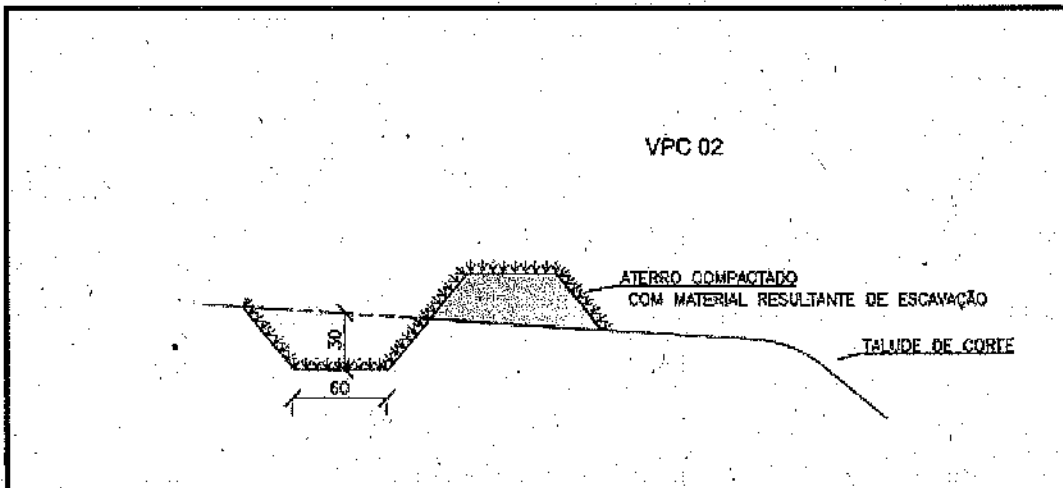 VPC 02
ATERRO COMPACTADO
COM MATERIAL RESULTANTE DE ESCAVAÇÃO
TALUDE DE CORTE
30
60